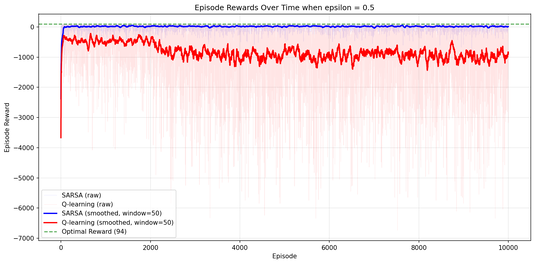 Episode Rewards Over Time when epsilon = 0.5
Episode Reward
0
−1000
−2000
−3000
−4000
−5000
−6000
−7000
SARSA (raw)
Q-learning (raw)
SARSA (smoothed, window=50)
Q-learning (smoothed, window=50)
Optimal Reward (94)
0
2000
4000
6000
8000
10000
Episode